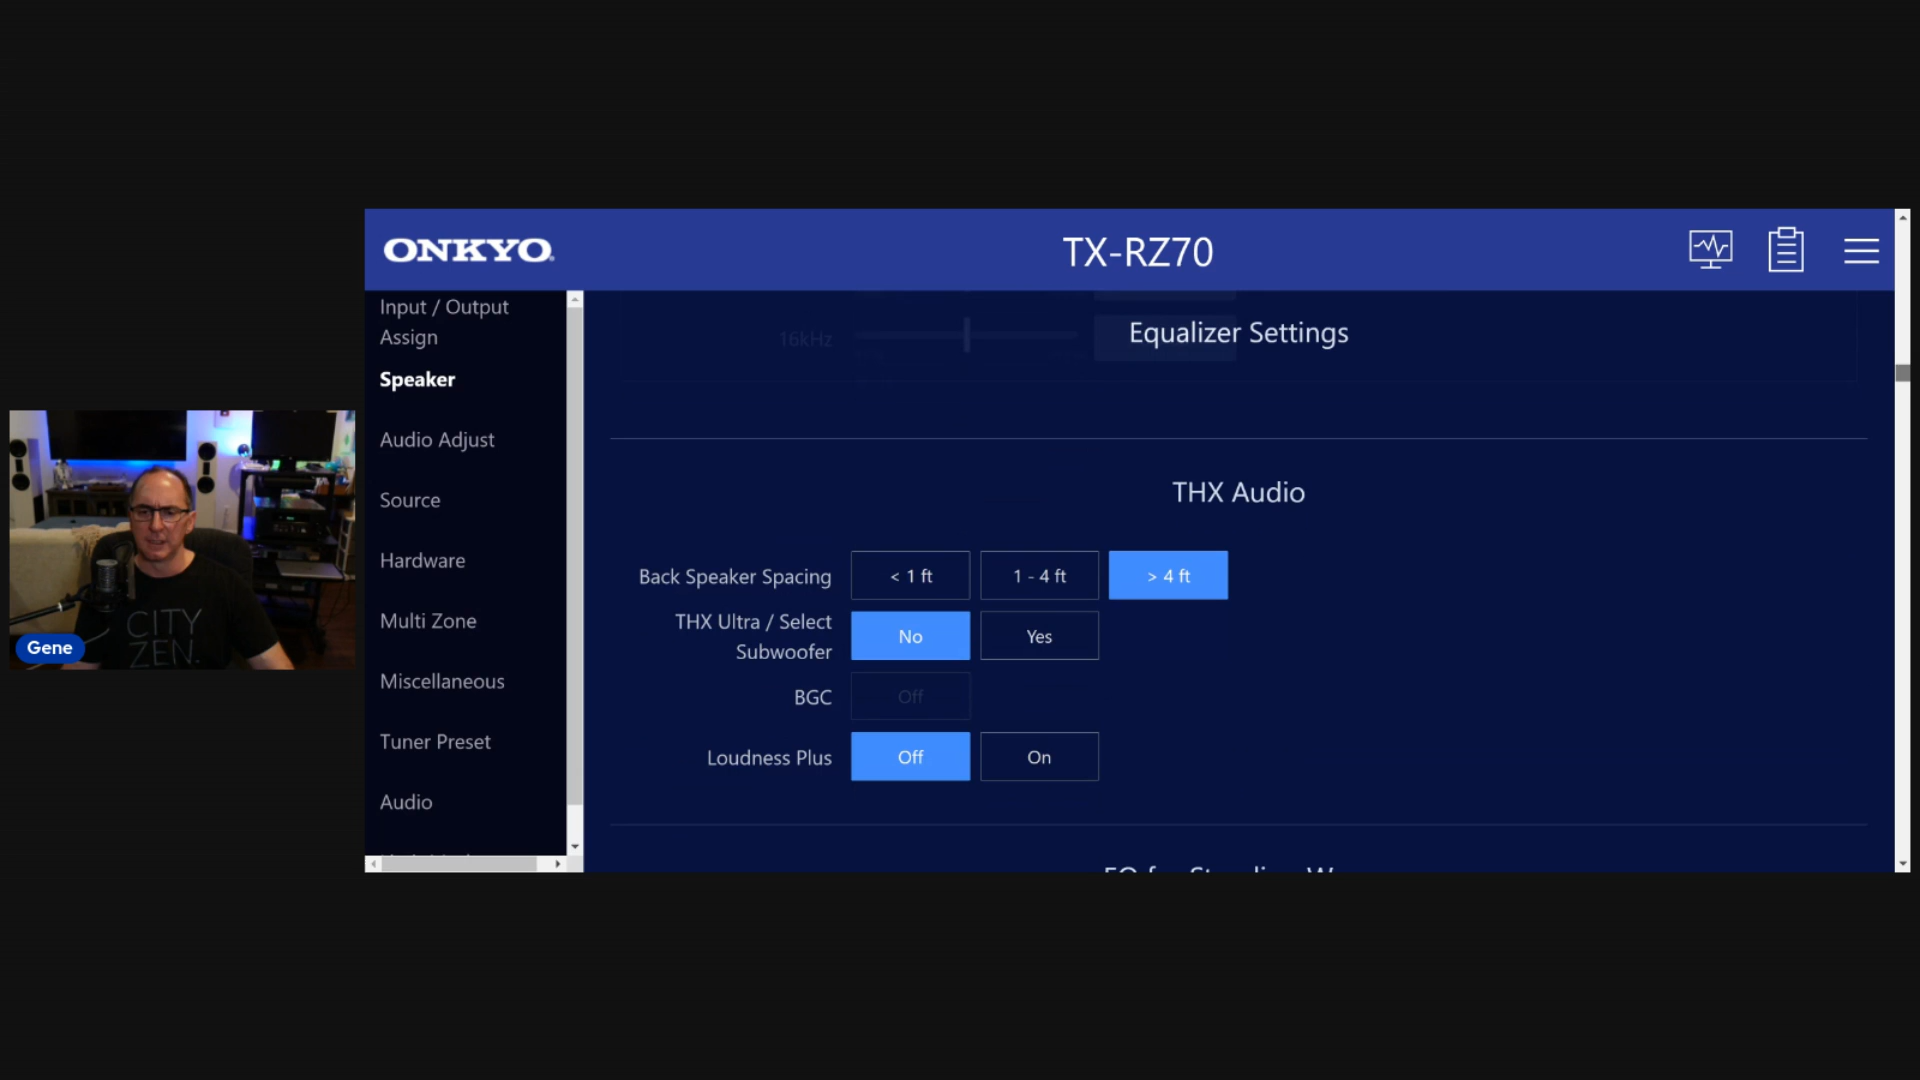 ONKYO
TX-RZ70
Input / Output
Assign
Speaker
Audio Adjust
Source
Hardware
Multi Zone
Miscellaneous
Tuner Preset
Audio
16kHz
Equalizer Settings
THX Audio
Back Speaker Spacing
< 1 ft
1 - 4 ft
> 4 ft
THX Ultra / Select
Subwoofer
No
Yes
BGC
Off
Loudness Plus
Off
On
CITY
ZEN.
Gene